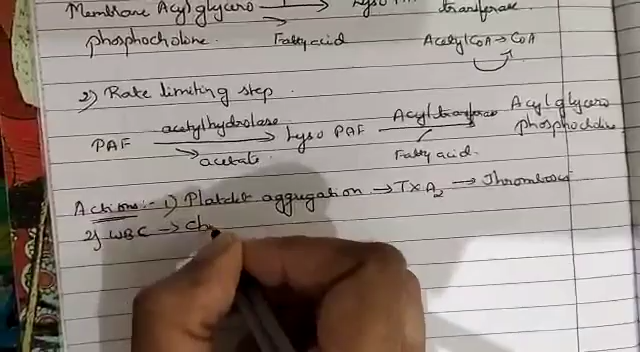 Membrane Acylglycero → Lyso PAF transferase
phosphocholine. Fatty acid Acetyl CoA → CoA
2) Rate limiting step.
PAF acetylhydrolase → acetate. Lyso PAF Acyltransferase → Fatty acid. Acylglycero phosphocholine
Actions:- 1) Platelet aggregation → TXA2 → Thrombosis
2) WBC → Ch